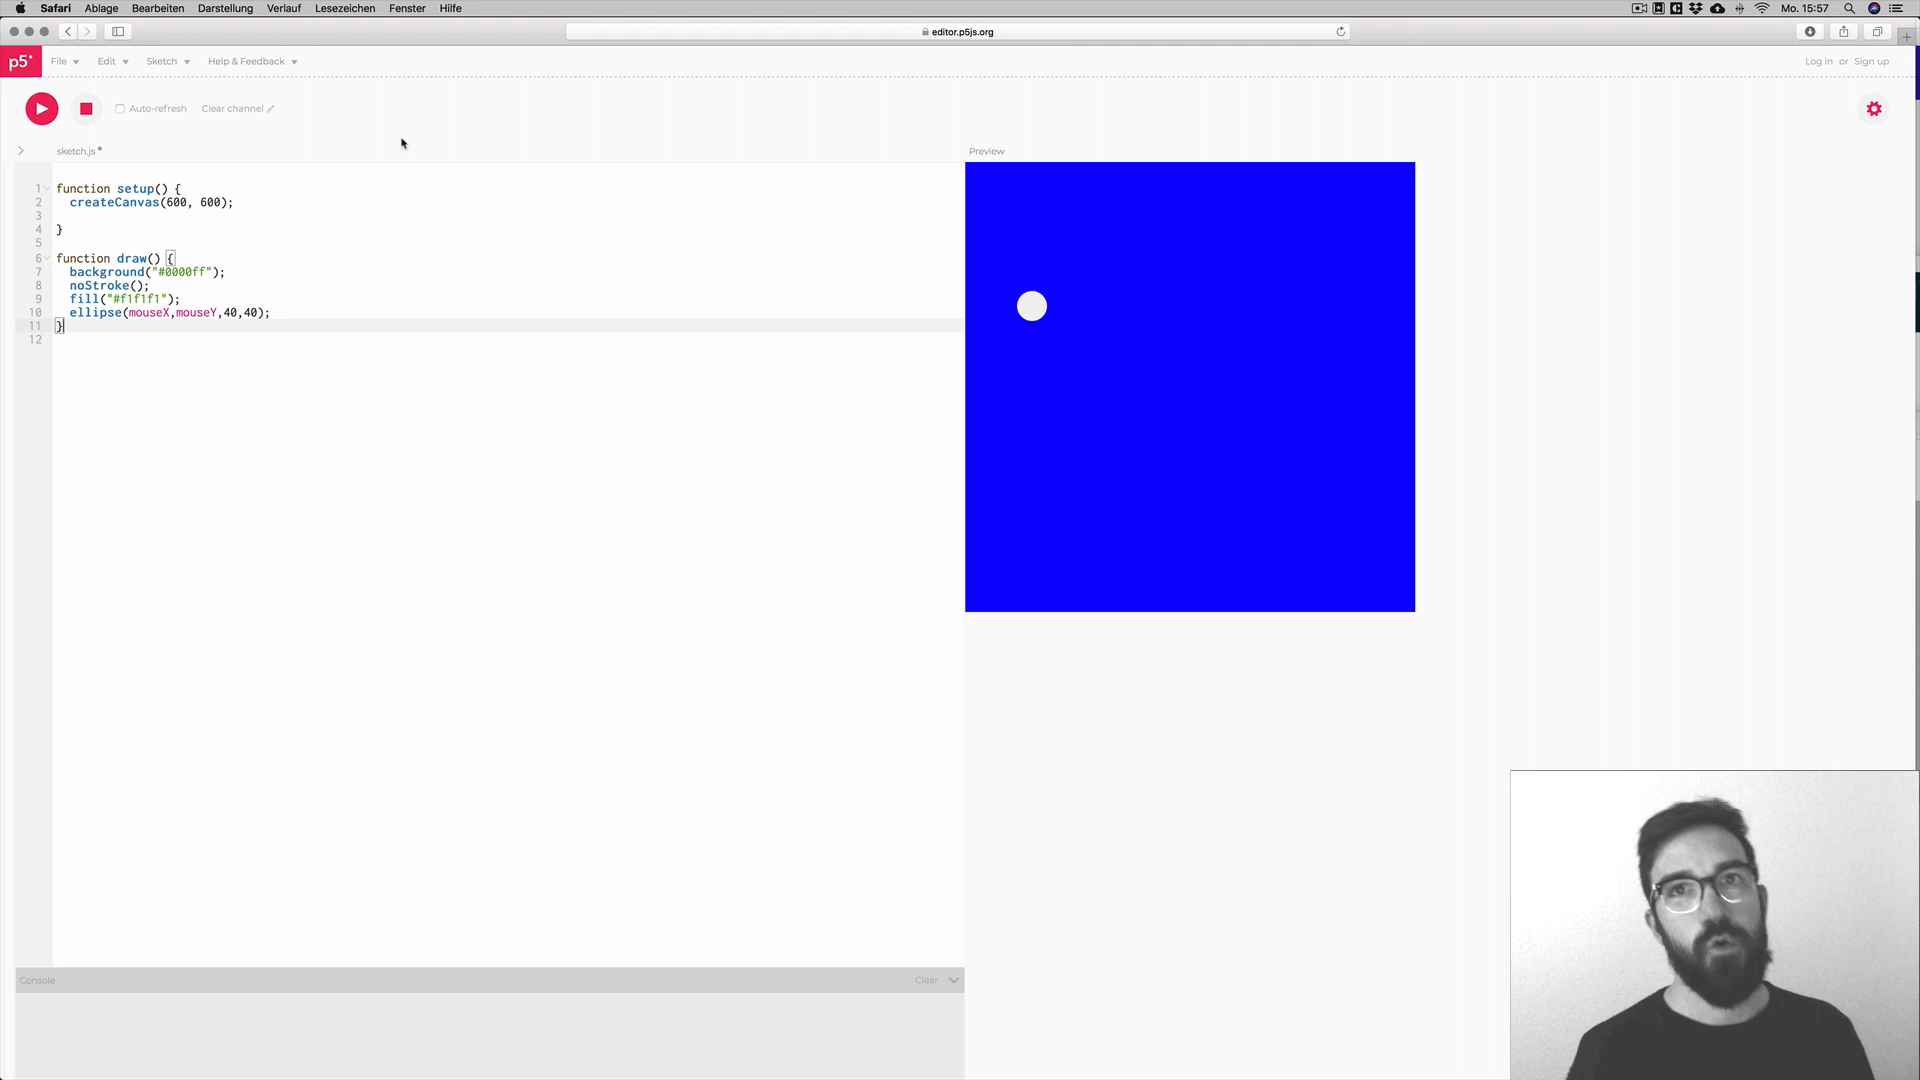 Safari Ablage Bearbeiten Darstellung Verlauf Lesezeichen Fenster Hilfe
Mo. 15:57
editor.p5js.org
p5* File Edit Sketch Help & Feedback
Log in or Sign up
Auto-refresh Clear channel
sketch.js
Preview
1 function setup() {
2 createCanvas(600, 600);
3
4 }
5
6 function draw() {
7 background("#0000ff");
8 noStroke();
9 fill("#f1f1f1");
10 ellipse(mouseX,mouseY,40,40);
11 }
12
Console
Clear